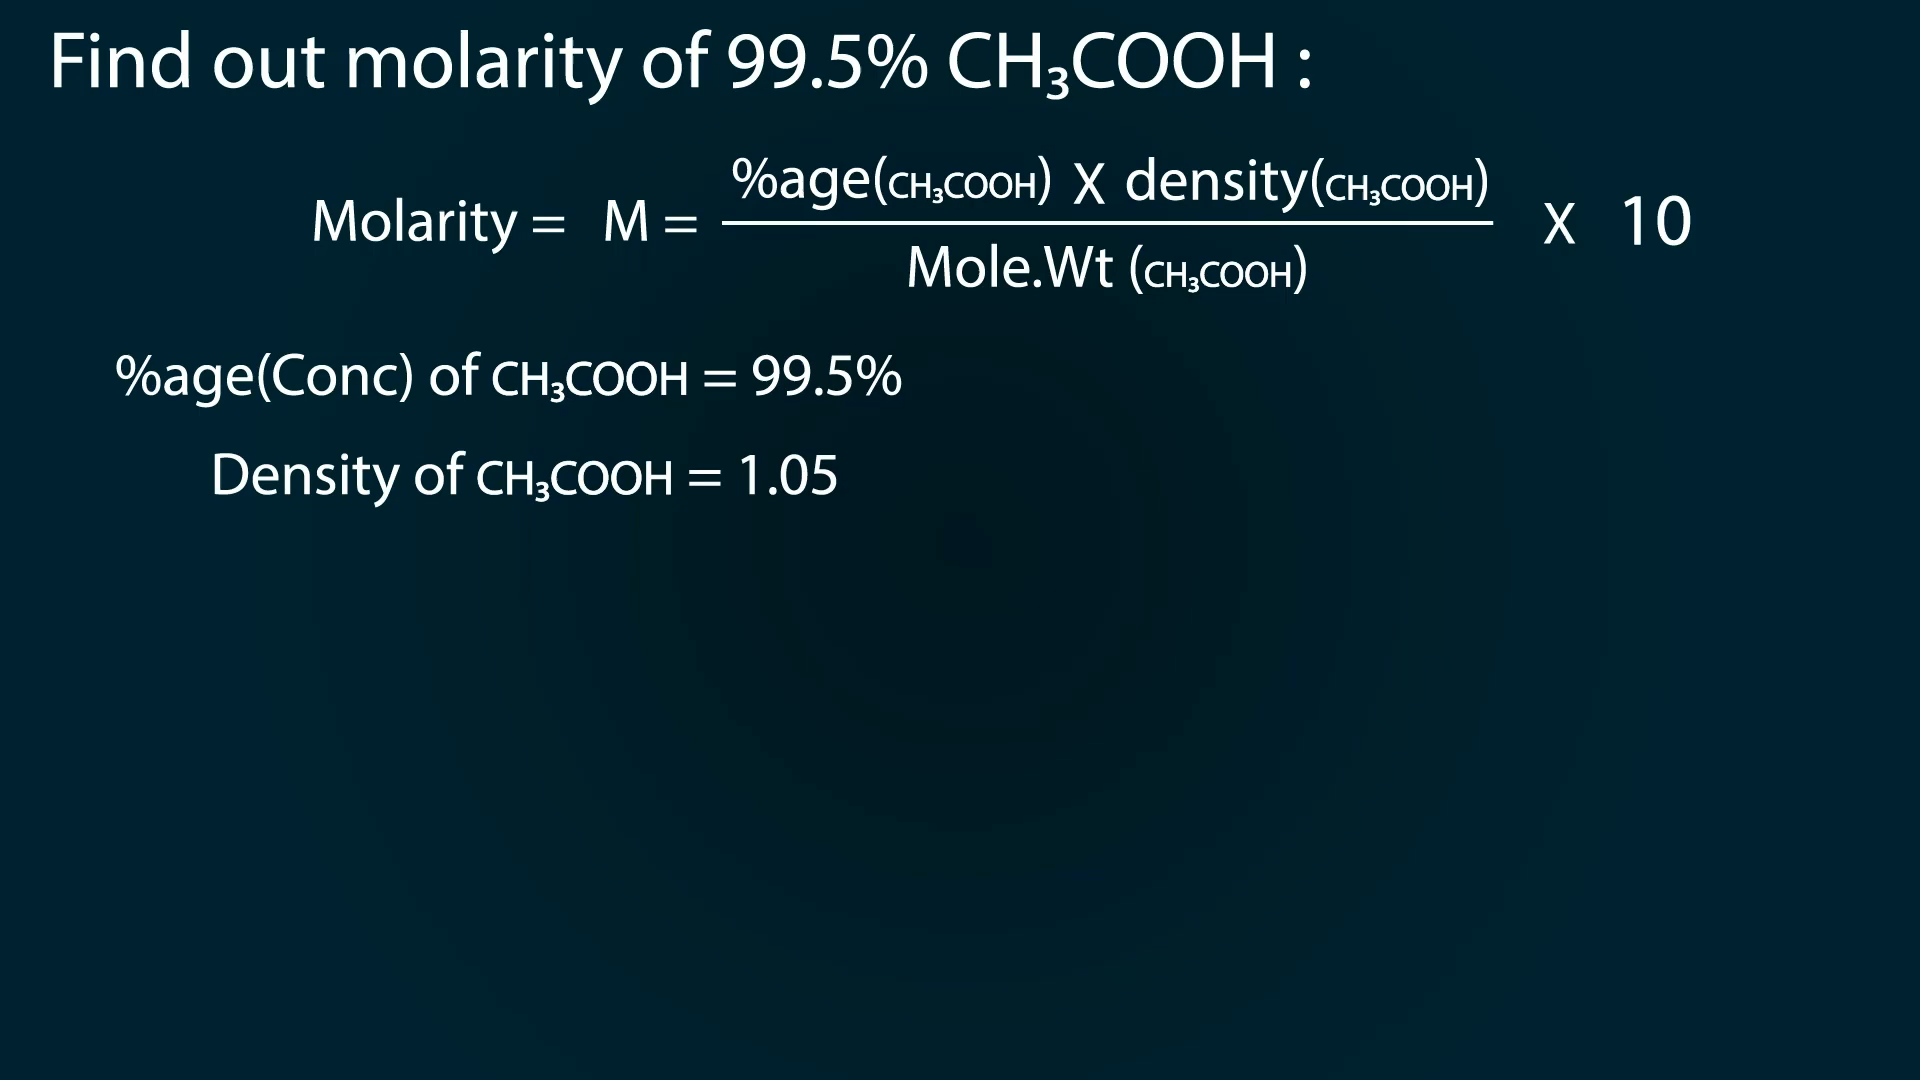 Find out molarity of 99.5% CH₃COOH :
Molarity = M = %age(CH₃COOH) X density(CH₃COOH) X 10
Mole.Wt (CH₃COOH)
%age(Conc) of CH₃COOH = 99.5%
Density of CH₃COOH = 1.05